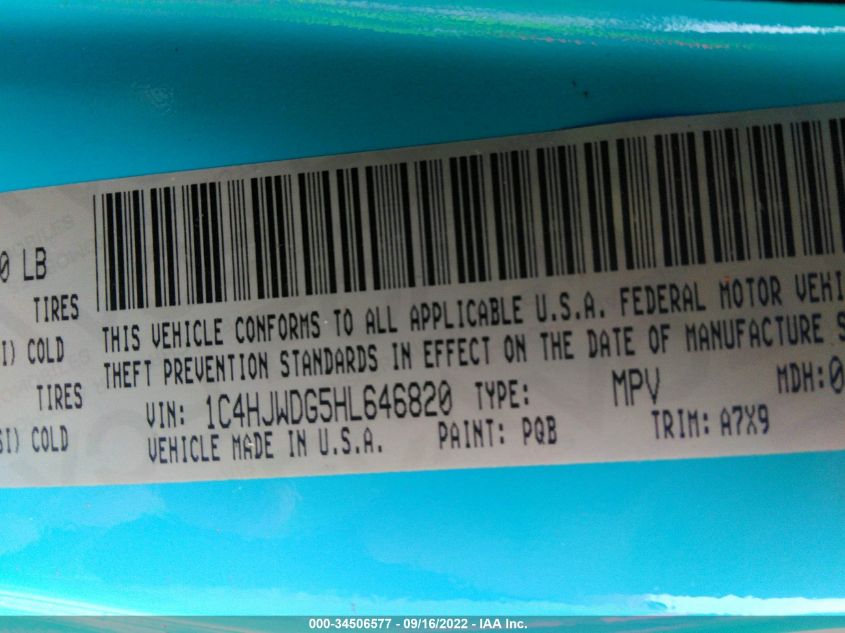 0 LB
TIRES
SI) COLD
TIRES
SI) COLD
THIS VEHICLE CONFORMS TO ALL APPLICABLE U.S.A. FEDERAL MOTOR VEHI
THEFT PREVENTION STANDARDS IN EFFECT ON THE DATE OF MANUFACTURE S
VIN: 1C4HJWDG5HL646820 TYPE: MPV MDH:0
VEHICLE MADE IN U.S.A. PAINT: PQB TRIM: A7X9
000-34506577 - 09/16/2022 - IAA Inc.